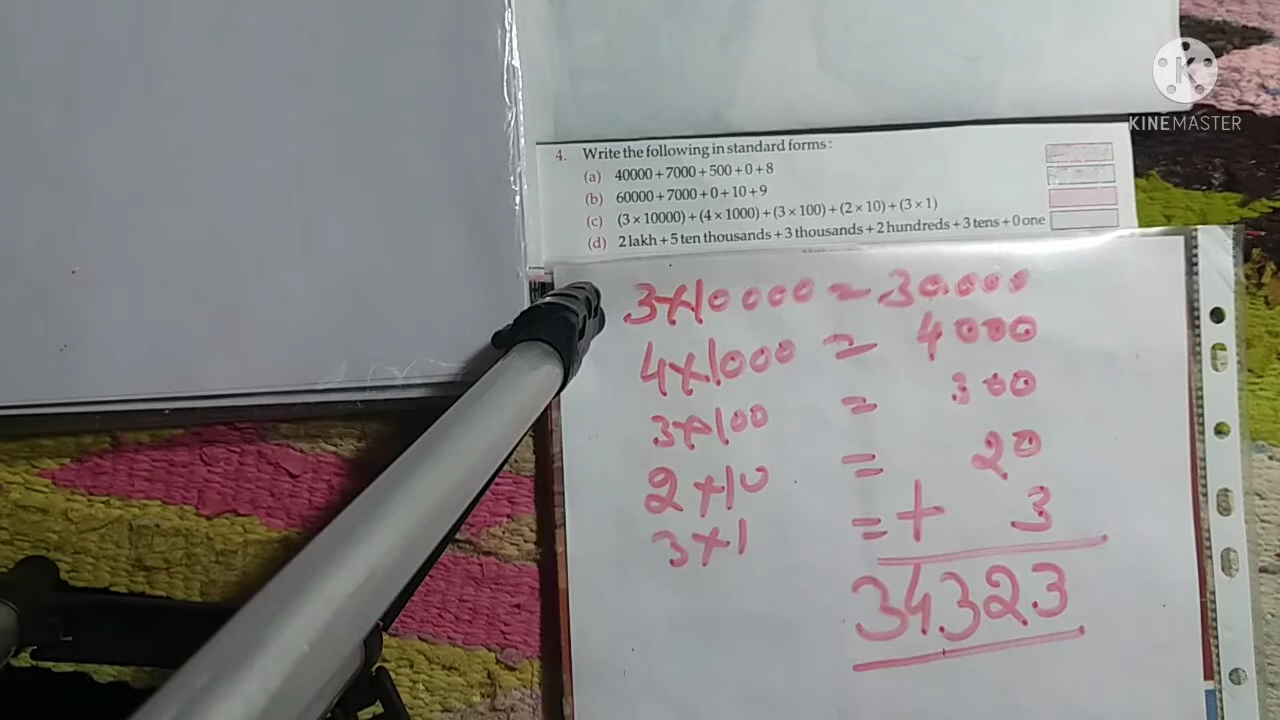 KINEMASTER
4. Write the following in standard forms :
(a) 40000 + 7000 + 500 + 0 + 8
(b) 60000 + 7000 + 0 + 10 + 9
(c) (3 × 10000) + (4 × 1000) + (3 × 100) + (2 × 10) + (3 × 1)
(d) 2 lakh + 5 ten thousands + 3 thousands + 2 hundreds + 3 tens + 0 one
3×10000 = 30000
4×1000 = 4000
3×100 = 300
2×10 = 20
3×1 = + 3
34323